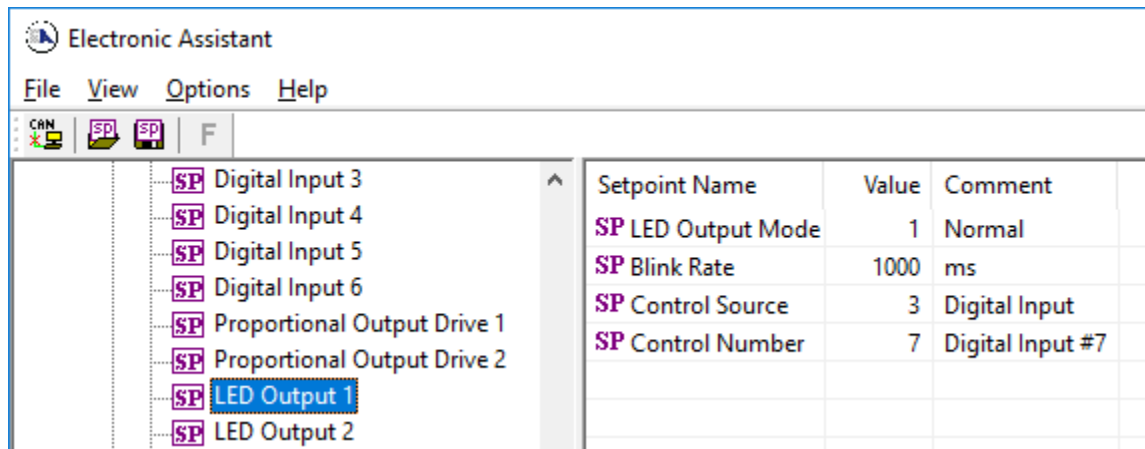 Electronic Assistant
File View Options Help
CAN SP SP F
SP Digital Input 3
SP Digital Input 4
SP Digital Input 5
SP Digital Input 6
SP Proportional Output Drive 1
SP Proportional Output Drive 2
SP LED Output 1
SP LED Output 2
Setpoint Name Value Comment
SP LED Output Mode 1 Normal
SP Blink Rate 1000 ms
SP Control Source 3 Digital Input
SP Control Number 7 Digital Input #7